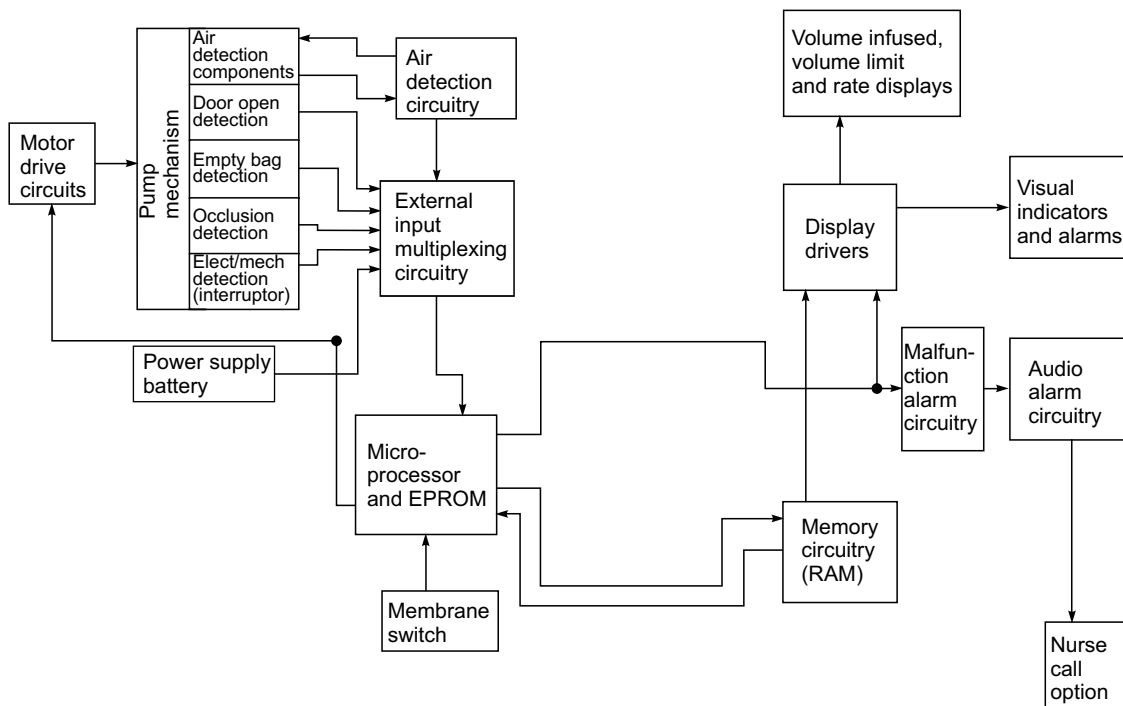 Air
detection
components
Door open
detection
Empty bag
detection
Occlusion
detection
Elect/mech
detection
(interruptor)
Pump
mechanism
Motor
drive
circuits
Air
detection
circuitry
External
input
multiplexing
circuitry
Power supply
battery
Micro-
processor
and EPROM
Membrane
switch
Volume infused,
volume limit
and rate displays
Display
drivers
Visual
indicators
and alarms
Malfun-
ction
alarm
circuitry
Audio
alarm
circuitry
Memory
circuitry
(RAM)
Nurse
call
option